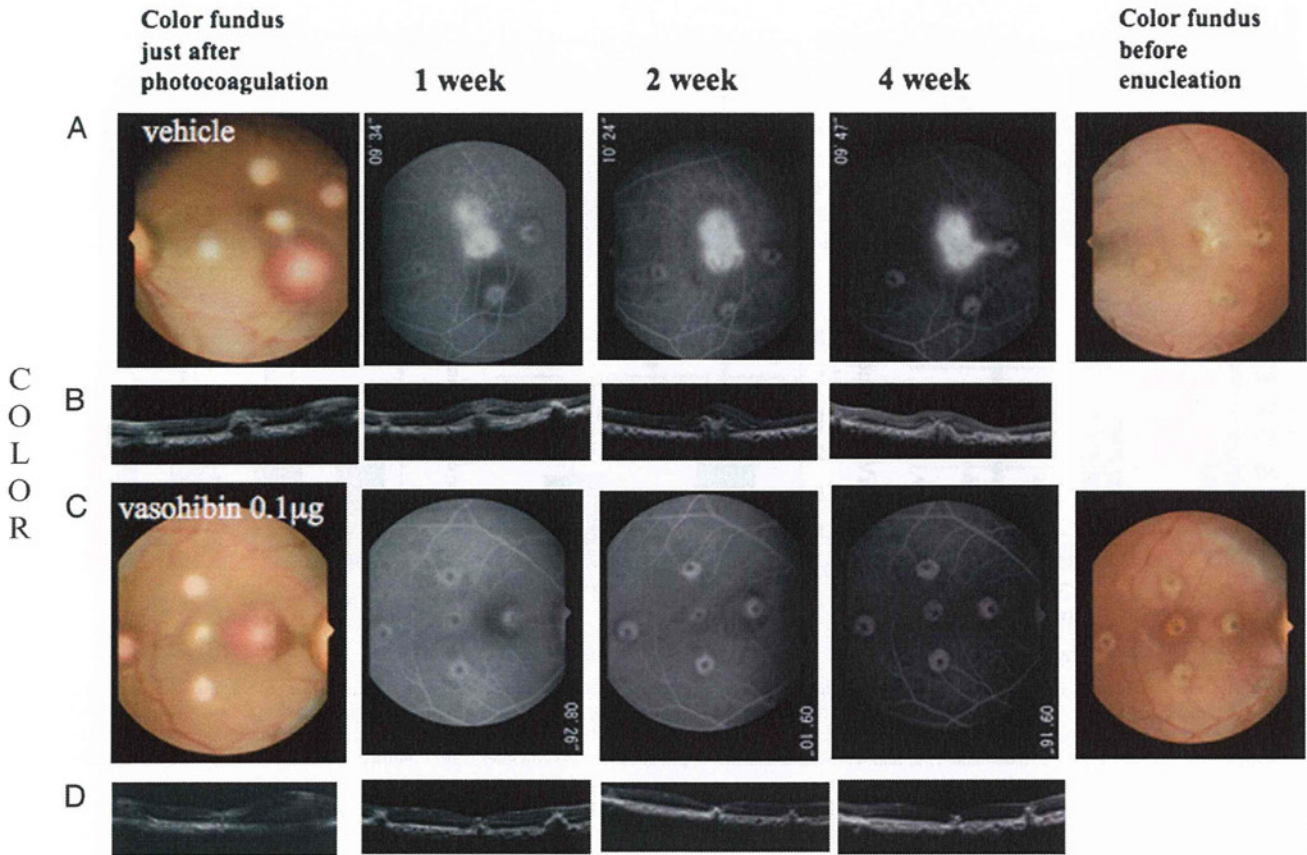 Color fundus
just after
photocoagulation
1 week
2 week
4 week
Color fundus
before
enucleation
A
vehicle
09' 34"
10' 24"
09' 47"
B
COLOR
C
vasohibin 0.1μg
08' 26"
09' 10"
09' 16"
D